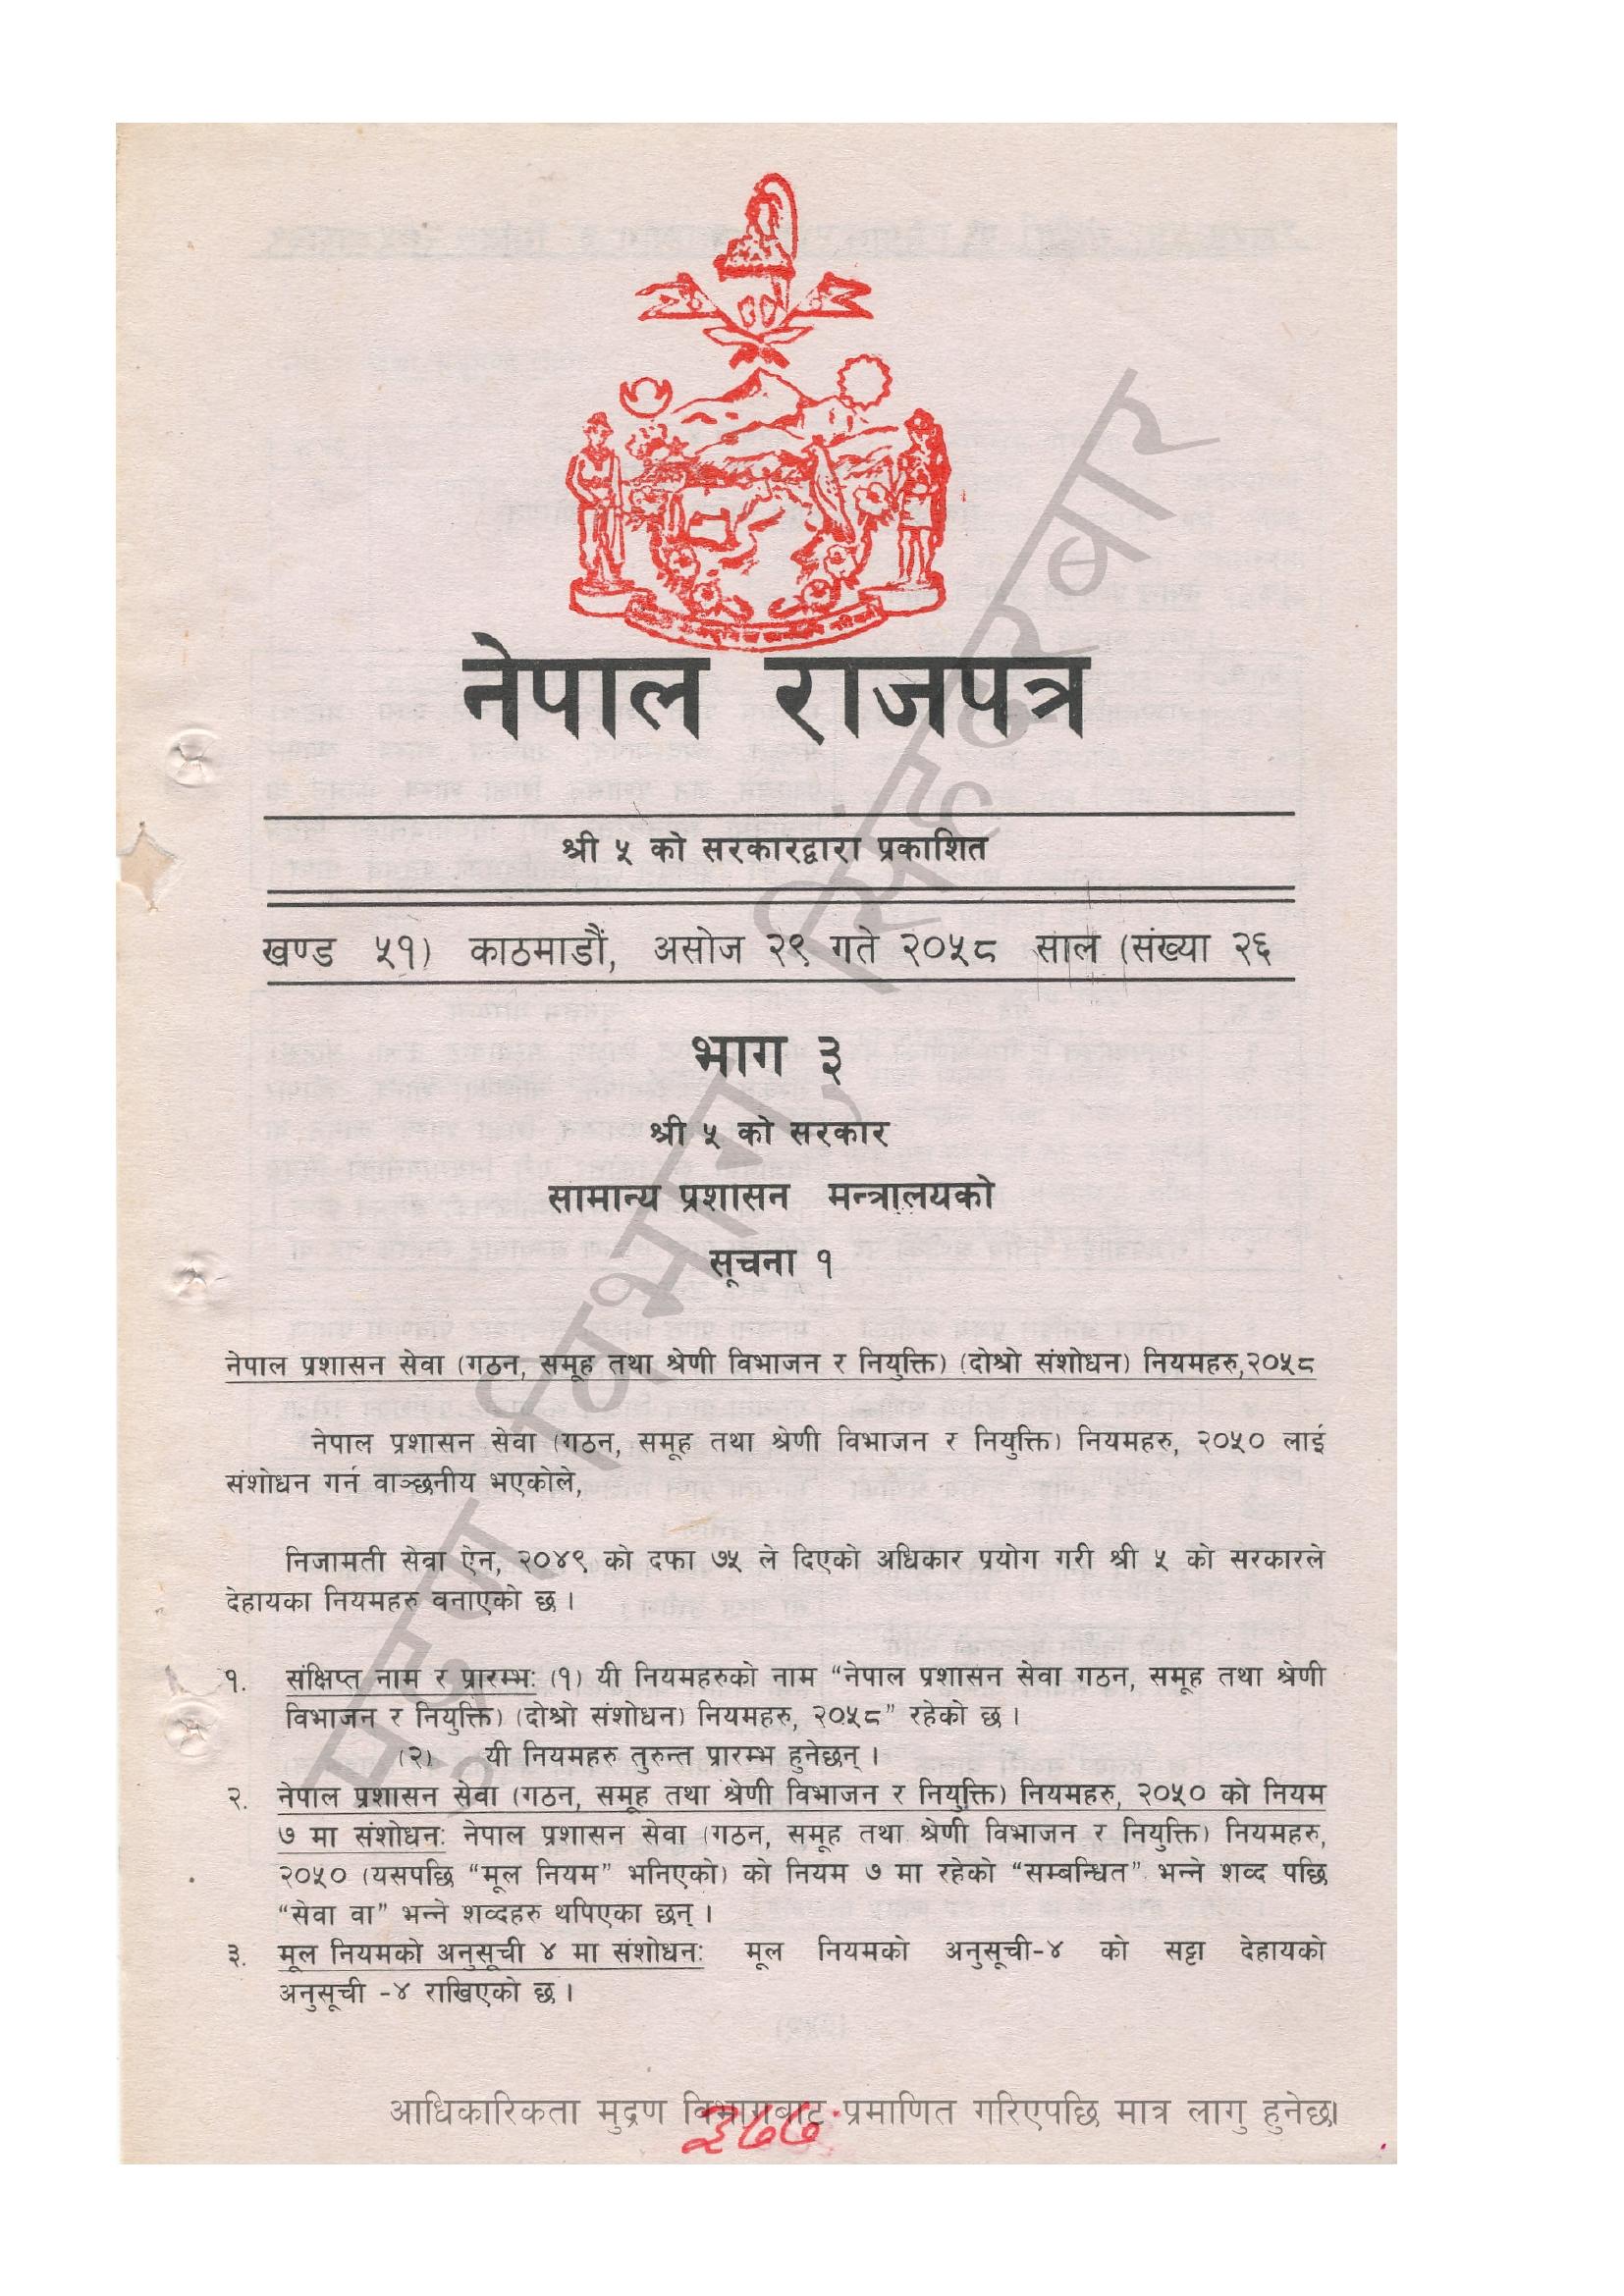 नेपाल राजपत्र
श्री ५ को सरकारद्वारा प्रकाशित
खण्ड ५१) काठमाडौं, असोज २९ गते २०५८ साल (संख्या २६
भाग ३
श्री ५ को सरकार
सामान्य प्रशासन मन्त्रालयको
सूचना १
नेपाल प्रशासन सेवा (गठन, समूह तथा श्रेणी विभाजन र नियुक्ति) (दोश्रो संशोधन) नियमहरु,२०५८
नेपाल प्रशासन सेवा (गठन, समूह तथा श्रेणी विभाजन र नियुक्ति) नियमहरु, २०५० लाई
संशोधन गर्न वाञ्छनीय भएकोले,
निजामती सेवा ऐन, २०४९ को दफा ७५ ले दिएको अधिकार प्रयोग गरी श्री ५ को सरकारले
देहायका नियमहरु वनाएको छ ।
१. संक्षिप्त नाम र प्रारम्भः (१) यी नियमहरुको नाम “नेपाल प्रशासन सेवा गठन, समूह तथा श्रेणी
विभाजन र नियुक्ति) (दोश्रो संशोधन) नियमहरु, २०५८” रहेको छ ।
(२) यी नियमहरु तुरुन्त प्रारम्भ हुनेछन् ।
२. नेपाल प्रशासन सेवा (गठन, समूह तथा श्रेणी विभाजन र नियुक्ति) नियमहरु, २०५० को नियम
७ मा संशोधनः नेपाल प्रशासन सेवा (गठन, समूह तथा श्रेणी विभाजन र नियुक्ति) नियमहरु,
२०५० (यसपछि “मूल नियम” भनिएको) को नियम ७ मा रहेको “सम्बन्धित” भन्ने शव्द पछि
“सेवा वा” भन्ने शव्दहरु थपिएका छन् ।
३. मूल नियमको अनुसूची ४ मा संशोधनः मूल नियमको अनुसूची-४ को सट्टा देहायको
अनुसूची -४ राखिएको छ ।
आधिकारिकता मुद्रण विभागबाट प्रमाणित गरिएपछि मात्र लागु हुनेछ।
३७७
मुद्रण विभाग, सिंहदरबार